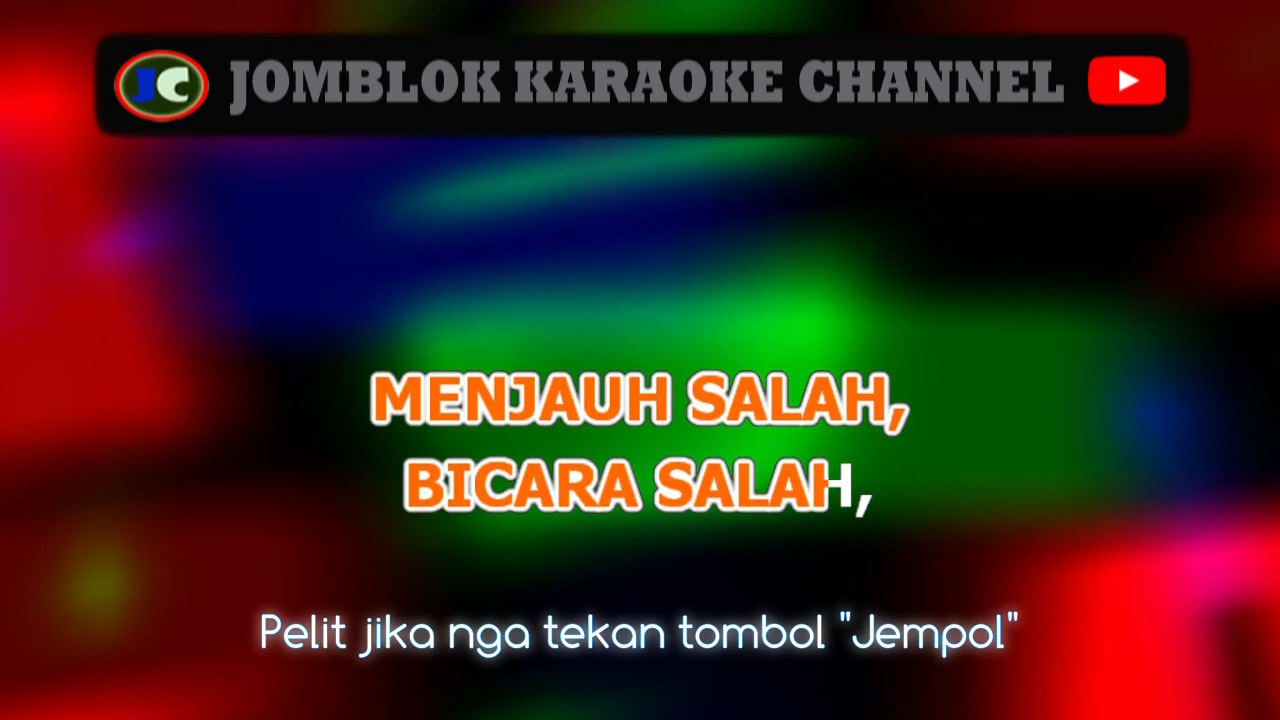 JC JOMBLOK KARAOKE CHANNEL
MENJAUH SALAH,
BICARA SALAH,
Pelit jika nga tekan tombol "Jempol"